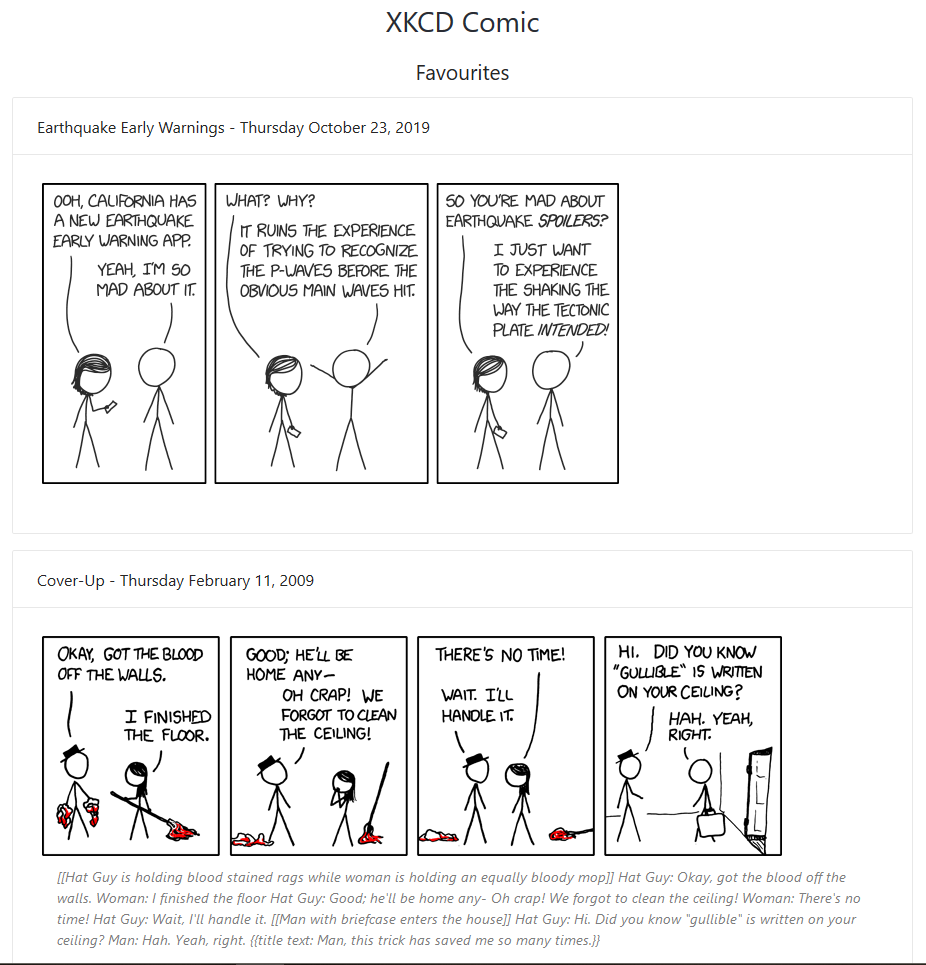 XKCD Comic
Favourites
Earthquake Early Warnings - Thursday October 23, 2019
OOH, CALIFORNIA HAS
A NEW EARTHQUAKE
EARLY WARNING APP.
YEAH, I'M SO
MAD ABOUT IT.
WHAT? WHY?
IT RUINS THE EXPERIENCE
OF TRYING TO RECOGNIZE
THE P-WAVES BEFORE THE
OBVIOUS MAIN WAVES HIT.
SO YOU'RE MAD ABOUT
EARTHQUAKE SPOILERS?
I JUST WANT
TO EXPERIENCE
THE SHAKING THE
WAY THE TECTONIC
PLATE INTENDED!
Cover-Up - Thursday February 11, 2009
OKAY, GOT THE BLOOD
OFF THE WALLS.
I FINISHED
THE FLOOR.
GOOD; HE'LL BE
HOME ANY—
OH CRAP! WE
FORGOT TO CLEAN
THE CEILING!
THERE'S NO TIME!
WAIT. I'LL
HANDLE IT.
HI. DID YOU KNOW
"GULLIBLE" IS WRITTEN
ON YOUR CEILING?
HAH. YEAH,
RIGHT.
[[Hat Guy is holding blood stained rags while woman is holding an equally bloody mop]] Hat Guy: Okay, got the blood off the
walls. Woman: I finished the floor Hat Guy: Good; he'll be home any- Oh crap! We forgot to clean the ceiling! Woman: There's no
time! Hat Guy: Wait, I'll handle it. [[Man with briefcase enters the house]] Hat Guy: Hi. Did you know "gullible" is written on your
ceiling? Man: Hah. Yeah, right. {{title text: Man, this trick has saved me so many times.}}